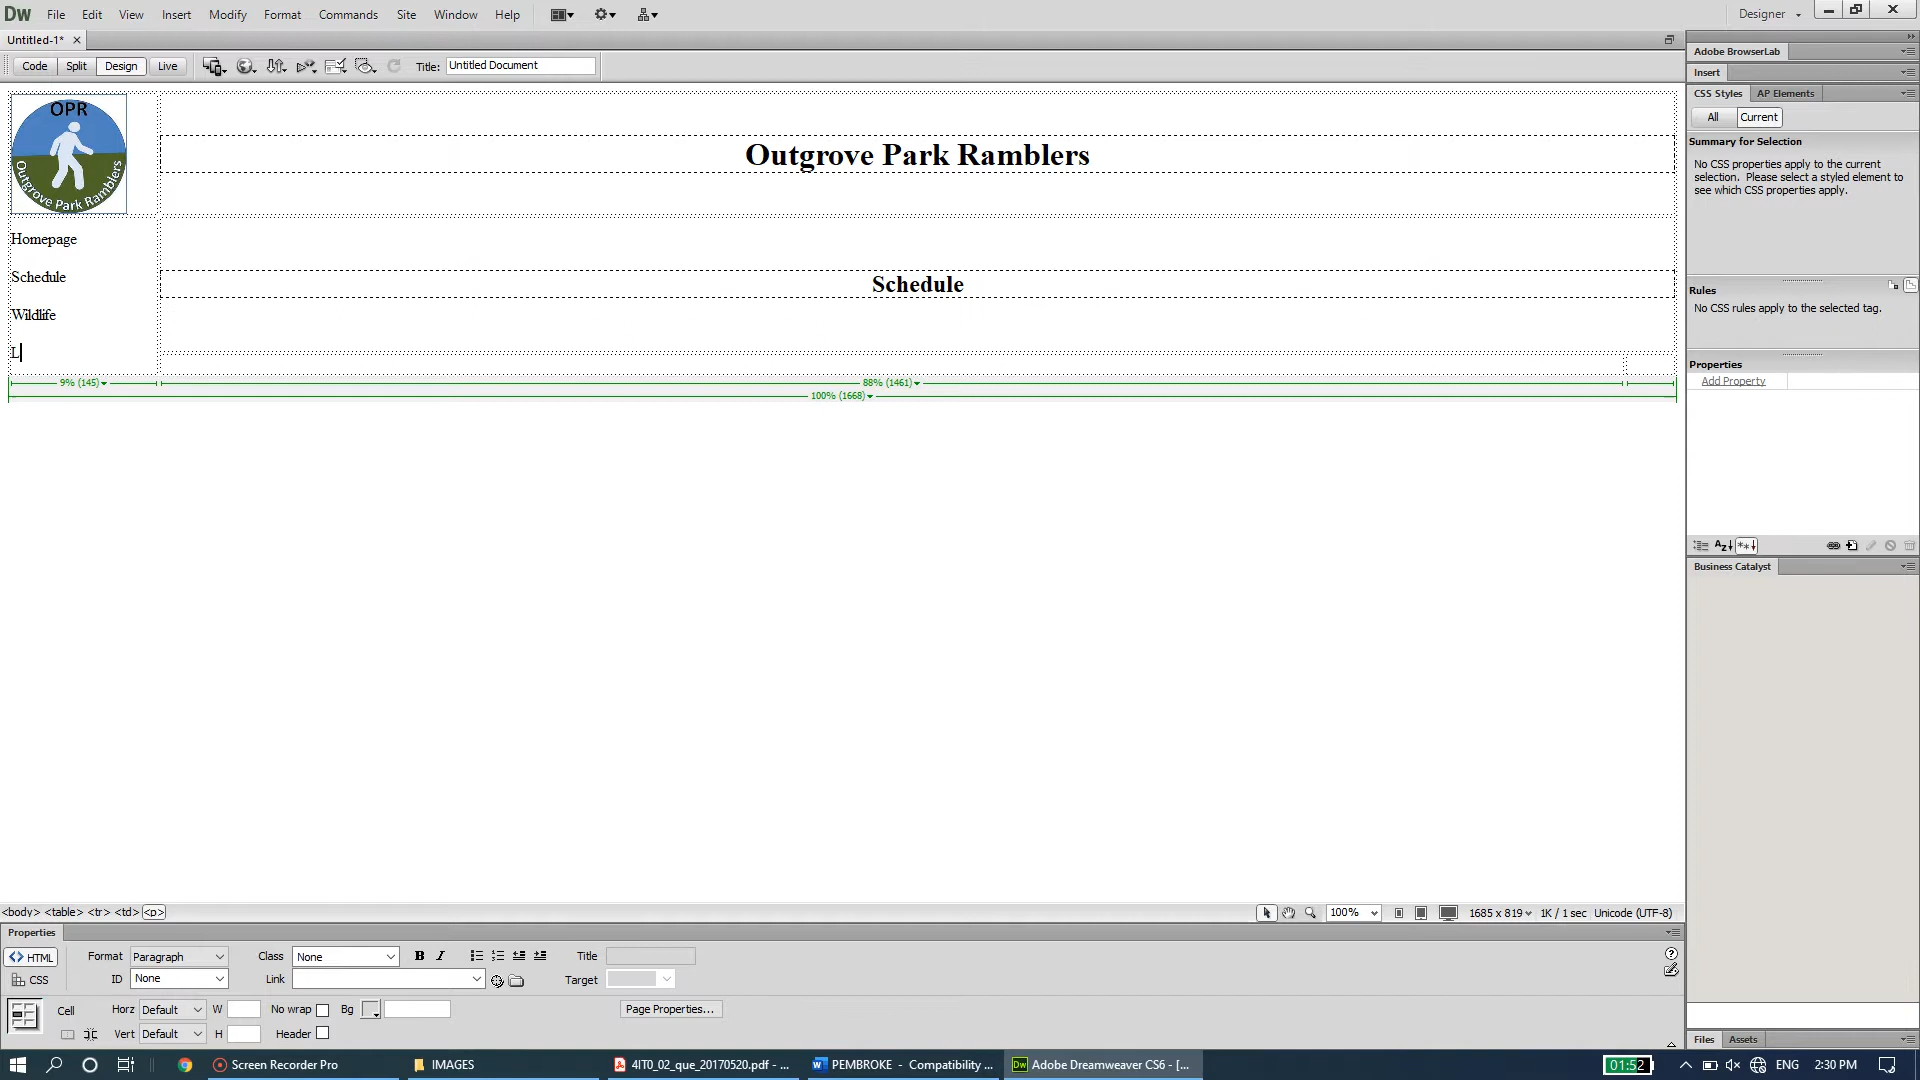 Dw File Edit View Insert Modify Format Commands Site Window Help Designer
Untitled-1*
Code Split Design Live Title: Untitled Document
OPR
Outgrove Park Ramblers
Outgrove Park Ramblers
Homepage
Schedule
Wildlife
L
Schedule
9% (145) 88% (1461)
100% (1668)
Adobe BrowserLab
Insert
CSS Styles AP Elements
All Current
Summary for Selection
No CSS properties apply to the current
selection. Please select a styled element to
see which CSS properties apply.
Rules
No CSS rules apply to the selected tag.
Properties
Add Property
Business Catalyst
Files Assets
<body> <table> <tr> <td> <p> 100% 1685 x 819 1K / 1 sec Unicode (UTF-8)
Properties
<> HTML Format Paragraph Class None B I Title
CSS ID None Link Target
Cell Horz Default W No wrap Bg Page Properties...
Vert Default H Header
Screen Recorder Pro IMAGES 4IT0_02_que_20170520.pdf - ... PEMBROKE - Compatibility ... Dw Adobe Dreamweaver CS6 - [... 01:52 ENG 2:30 PM